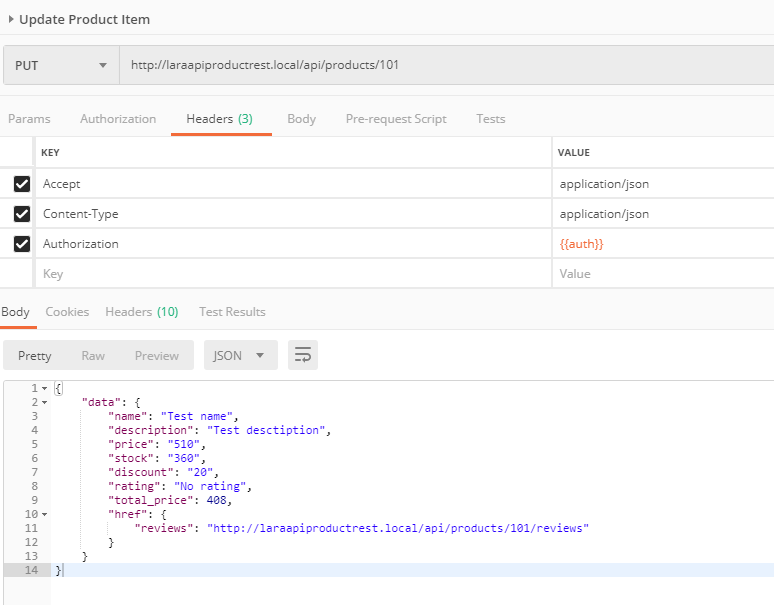 Update Product Item
PUT http://laraapiproductrest.local/api/products/101
Params Authorization Headers (3) Body Pre-request Script Tests
KEY VALUE
Accept application/json
Content-Type application/json
Authorization {{auth}}
Key Value
Body Cookies Headers (10) Test Results
Pretty Raw Preview JSON
1 {
2 "data": {
3 "name": "Test name",
4 "description": "Test desctiption",
5 "price": "510",
6 "stock": "360",
7 "discount": "20",
8 "rating": "No rating",
9 "total_price": 408,
10 "href": {
11 "reviews": "http://laraapiproductrest.local/api/products/101/reviews"
12 }
13 }
14 }